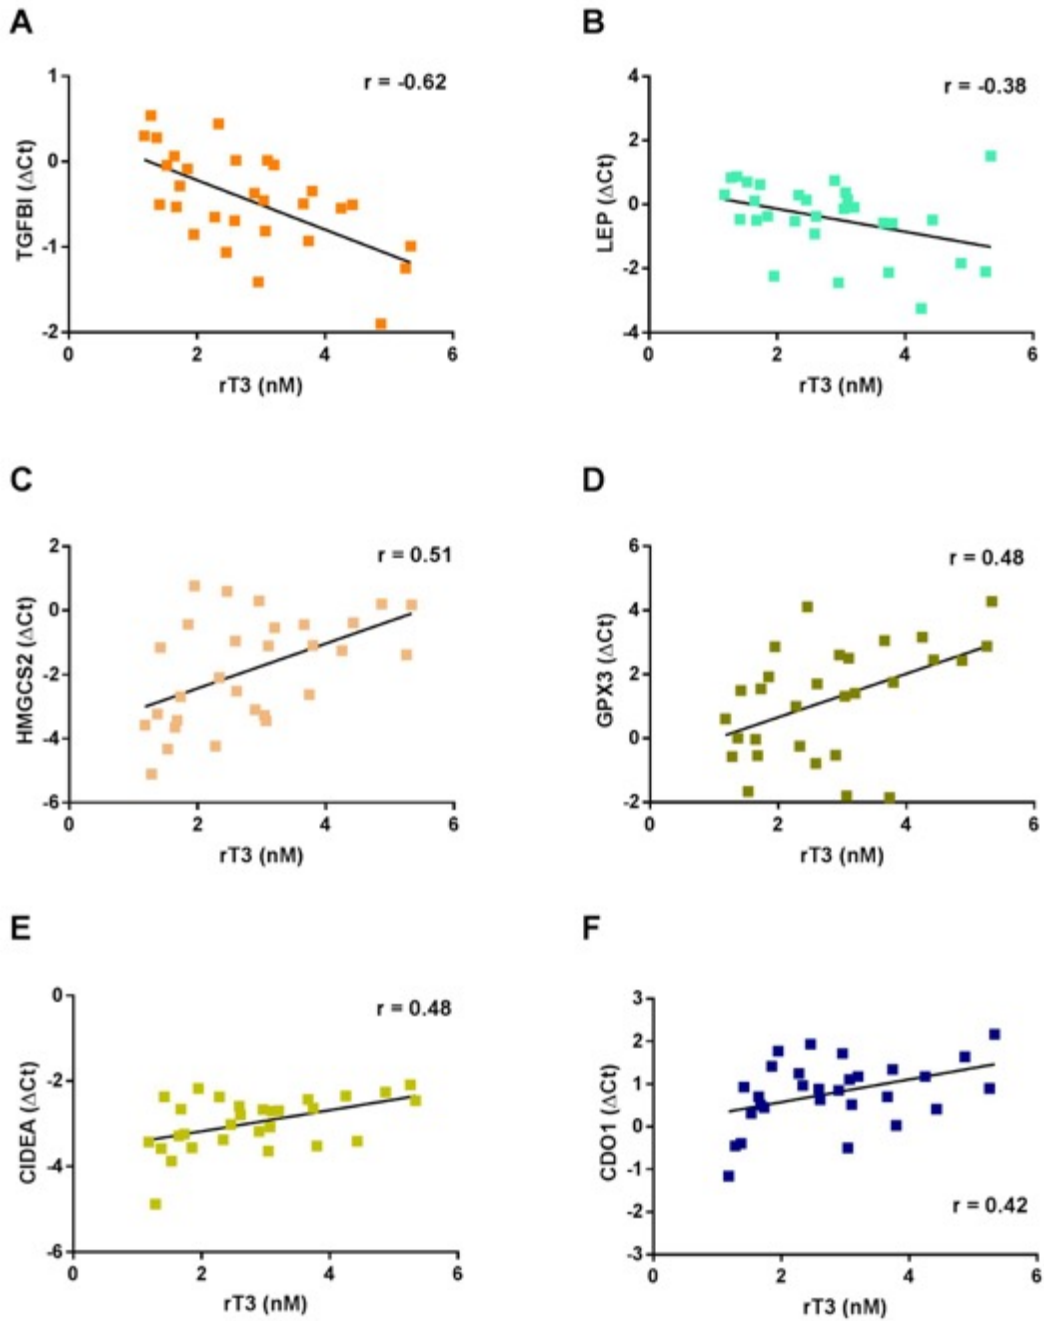 A
r = -0.62
TGFBI (ΔCt)
1
0
-1
-2
0 2 4 6
rT3 (nM)
B
r = -0.38
LEP (ΔCt)
4
2
0
-2
-4
0 2 4 6
rT3 (nM)
C
r = 0.51
HMGCS2 (ΔCt)
2
0
-2
-4
-6
0 2 4 6
rT3 (nM)
D
r = 0.48
GPX3 (ΔCt)
6
4
2
0
-2
0 2 4 6
rT3 (nM)
E
r = 0.48
CIDEA (ΔCt)
0
-2
-4
-6
0 2 4 6
rT3 (nM)
F
CDO1 (ΔCt)
3
2
1
0
-1
-2
-3
r = 0.42
0 2 4 6
rT3 (nM)